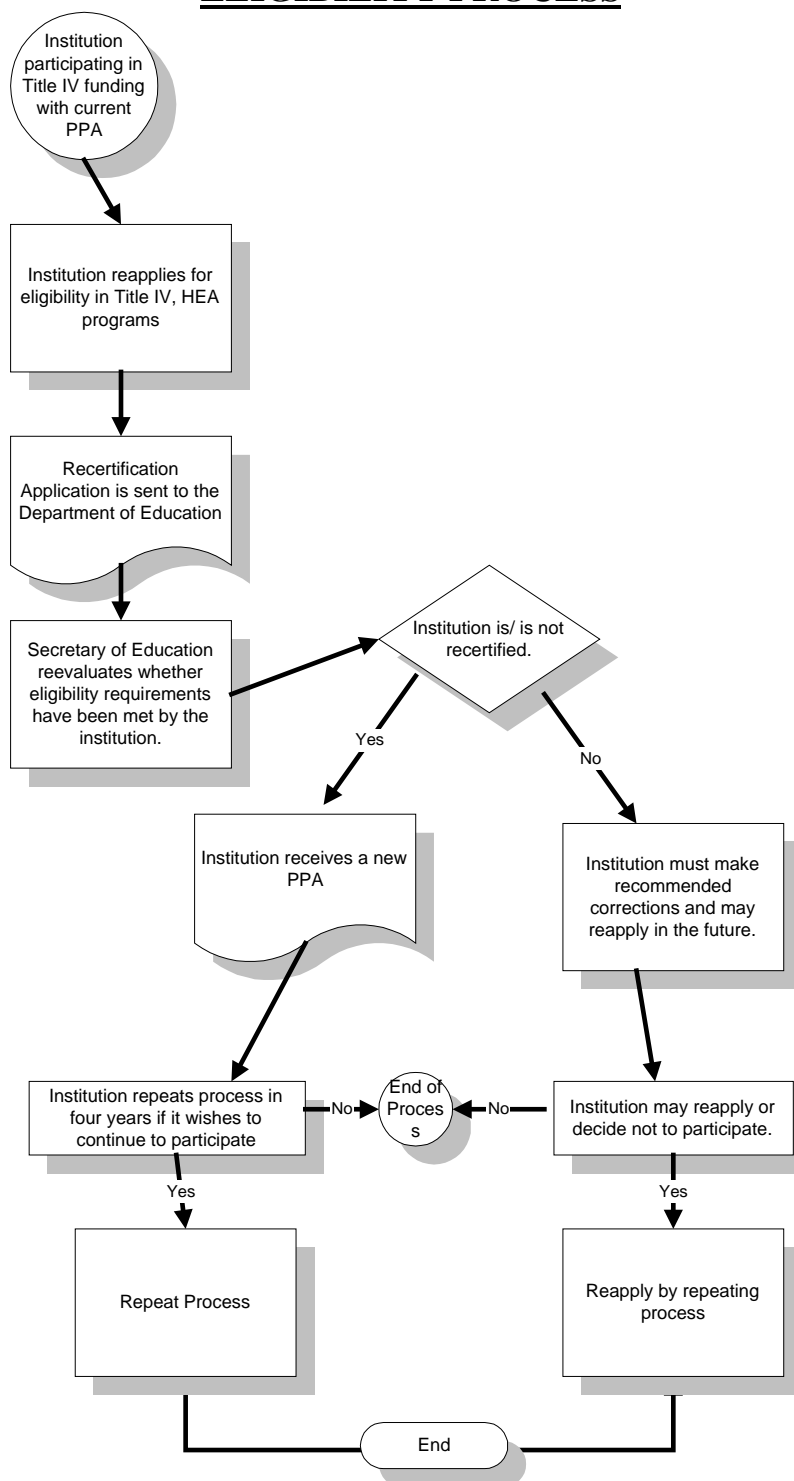 ELIGIBILITY PROCESS
Institution
participating in
Title IV funding
with current
PPA
Institution reapplies for
eligibility in Title IV, HEA
programs
Recertification
Application is sent to the
Department of Education
Secretary of Education
reevaluates whether
eligibility requirements
have been met by the
institution.
Institution is/ is not
recertified.
Yes
No
Institution receives a new
PPA
Institution must make
recommended
corrections and may
reapply in the future.
Institution repeats process in
four years if it wishes to
continue to participate
No
End of
Proces
s
No
Institution may reapply or
decide not to participate.
Yes
Yes
Repeat Process
Reapply by repeating
process
End